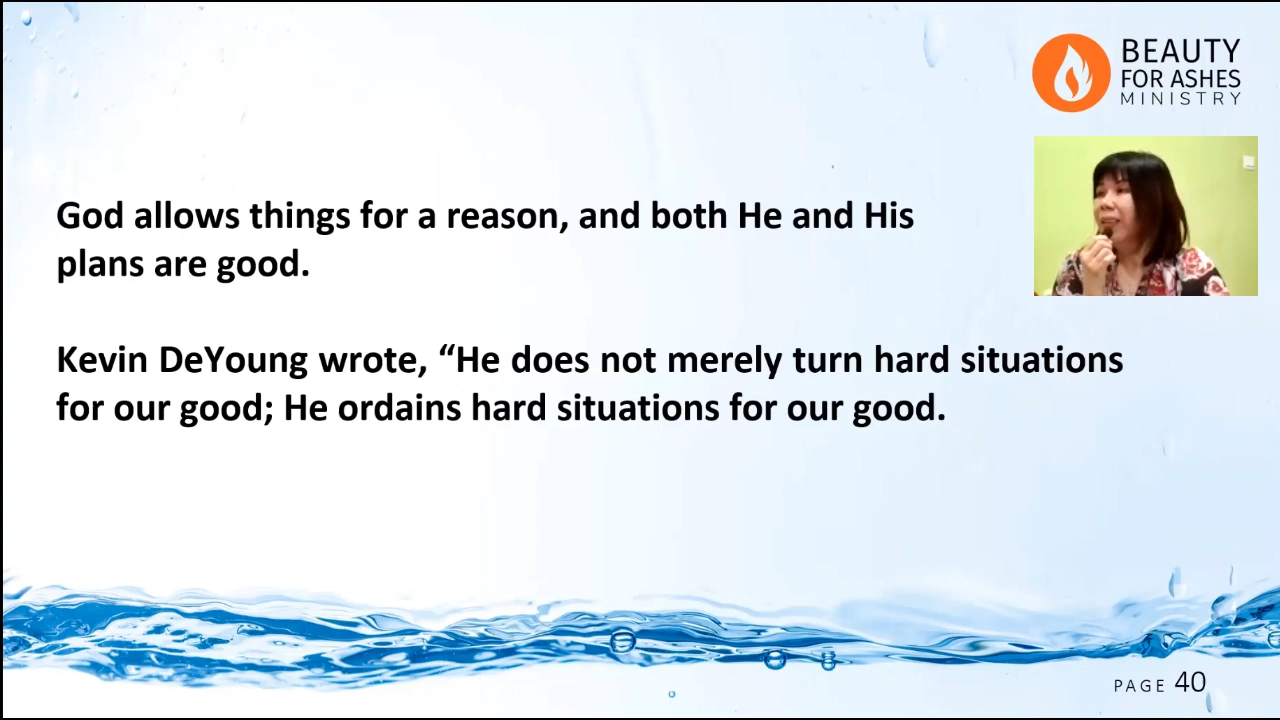 BEAUTY
FOR ASHES
MINISTRY
God allows things for a reason, and both He and His
plans are good.
Kevin DeYoung wrote, “He does not merely turn hard situations
for our good; He ordains hard situations for our good.
PAGE 40